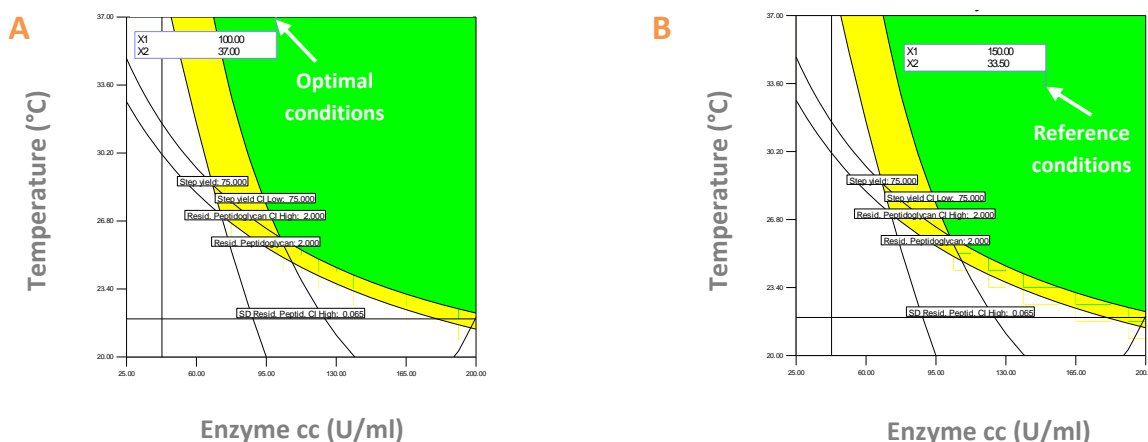 A
37.00
33.60
30.20
26.80
23.40
20.00
Temperature (°C)
X1 100.00
X2 37.00
Optimal
conditions
Step yield: 75.000
Step yield CI Low: 75.000
Resid. Peptidoglycan CI High: 2.000
Resid. Peptidoglycan: 2.000
SD Resid. Peptid. CI High: 0.065
25.00 60.00 95.00 130.00 165.00 200.00
Enzyme cc (U/ml)
B
37.00
33.60
30.20
26.80
23.40
20.00
Temperature (°C)
X1 150.00
X2 33.50
Reference
conditions
Step yield: 75.000
Step yield CI Low: 75.000
Resid. Peptidoglycan CI High: 2.000
Resid. Peptidoglycan: 2.000
SD Resid. Peptid. CI High: 0.065
25.00 60.00 95.00 130.00 165.00 200.00
Enzyme cc (U/ml)